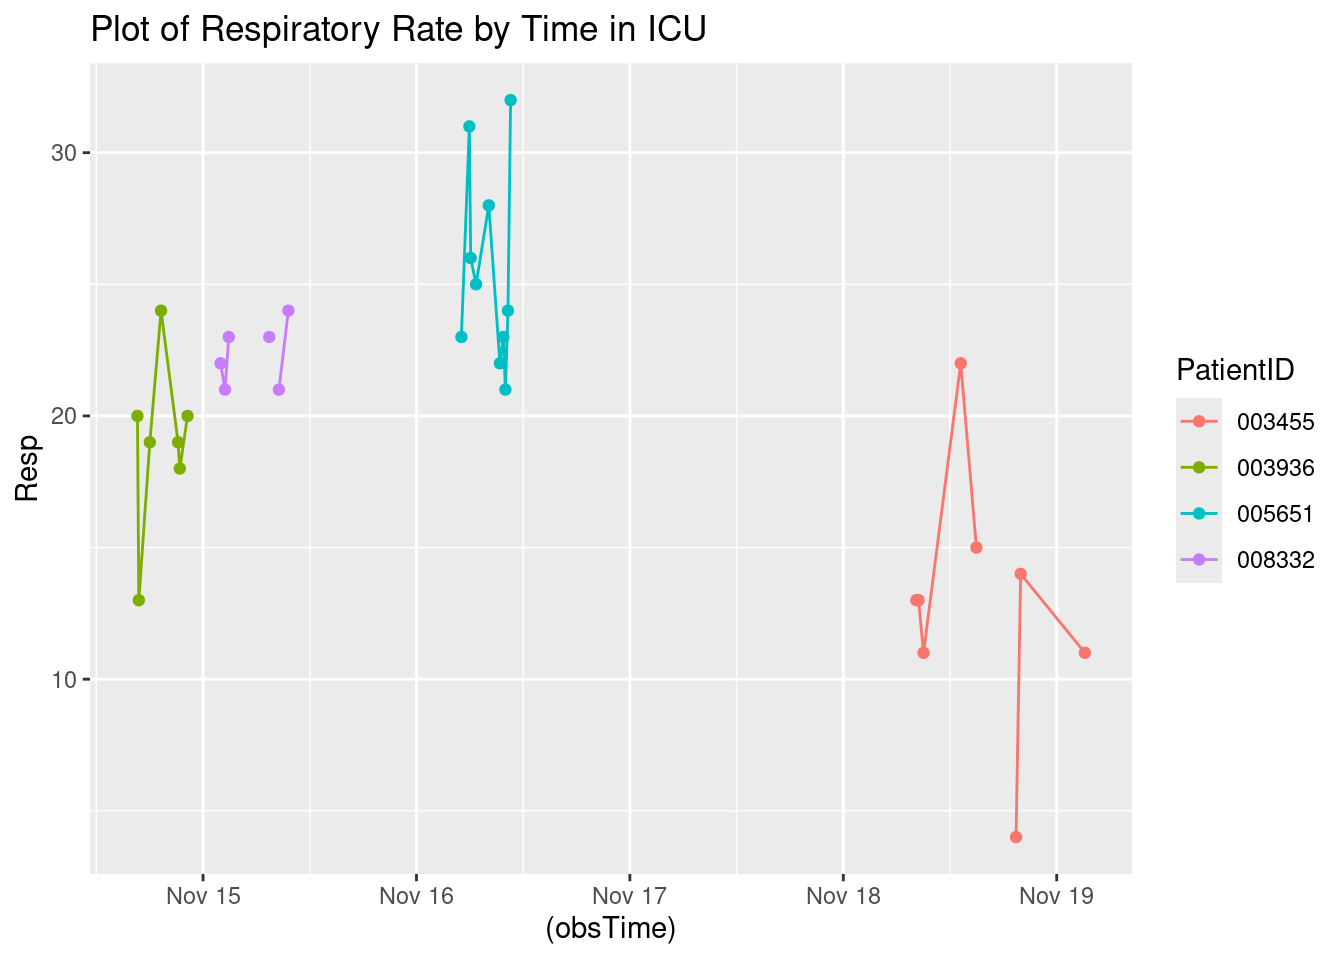 Plot of Respiratory Rate by Time in ICU
30
20
10
Resp
Nov 15 Nov 16 Nov 17 Nov 18 Nov 19
(obsTime)
PatientID
003455
003936
005651
008332